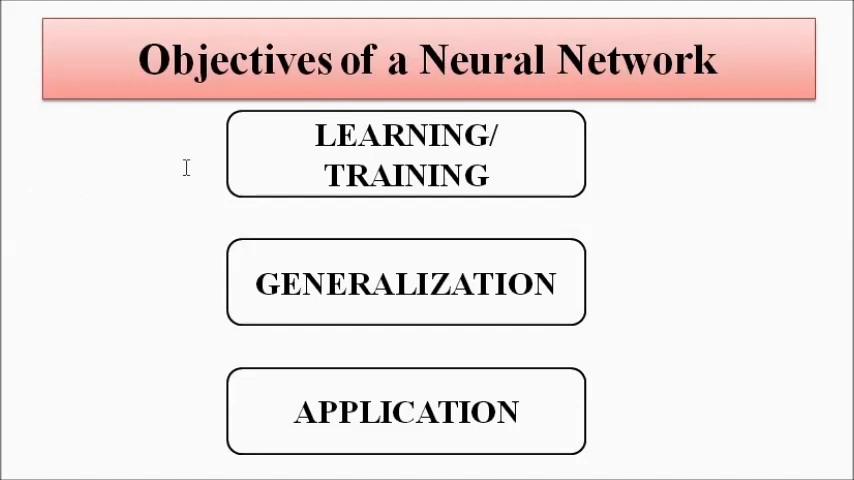 Objectives of a Neural Network
LEARNING/
TRAINING
GENERALIZATION
APPLICATION